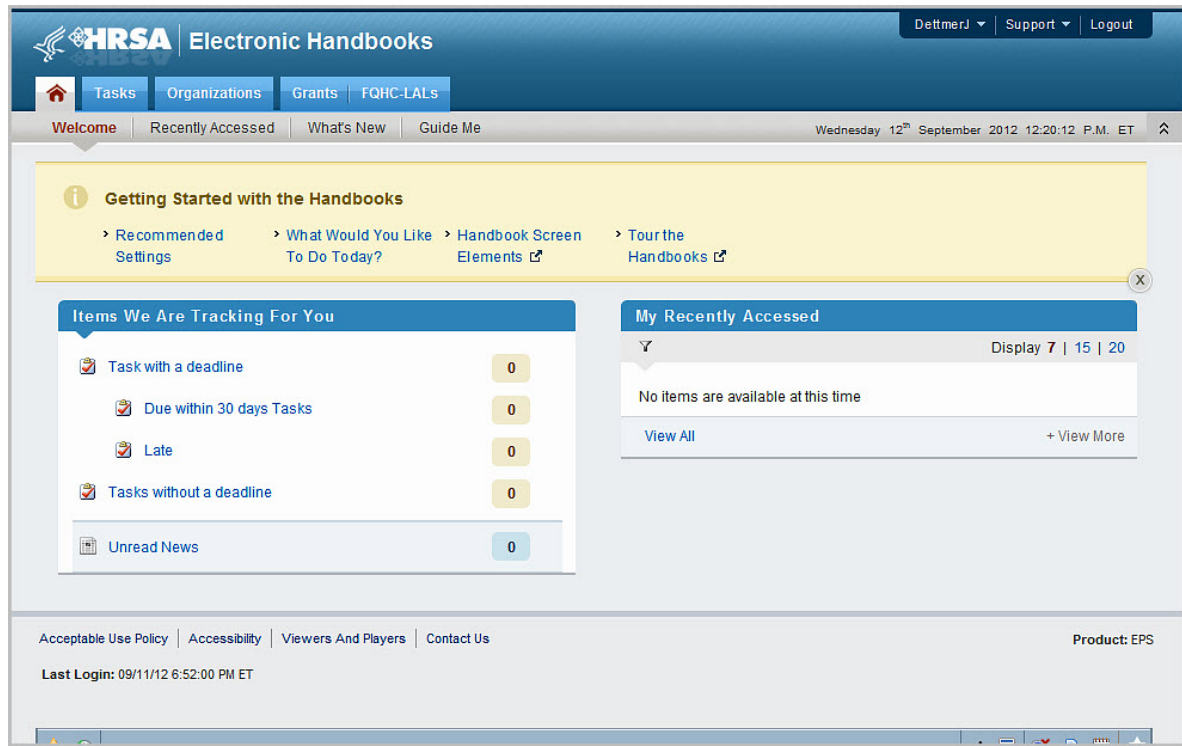 DettmerJ | Support | Logout
HRSA | Electronic Handbooks
Tasks Organizations Grants | FQHC-LALs
Welcome | Recently Accessed | What's New | Guide Me
Wednesday 12th September 2012 12:20:12 P.M. ET
Getting Started with the Handbooks
Recommended Settings
What Would You Like To Do Today?
Handbook Screen Elements
Tour the Handbooks
X
Items We Are Tracking For You
Task with a deadline 0
Due within 30 days Tasks 0
Late 0
Tasks without a deadline 0
Unread News 0
My Recently Accessed
Display 7 | 15 | 20
No items are available at this time
View All + View More
Acceptable Use Policy | Accessibility | Viewers And Players | Contact Us
Product: EPS
Last Login: 09/11/12 6:52:00 PM ET